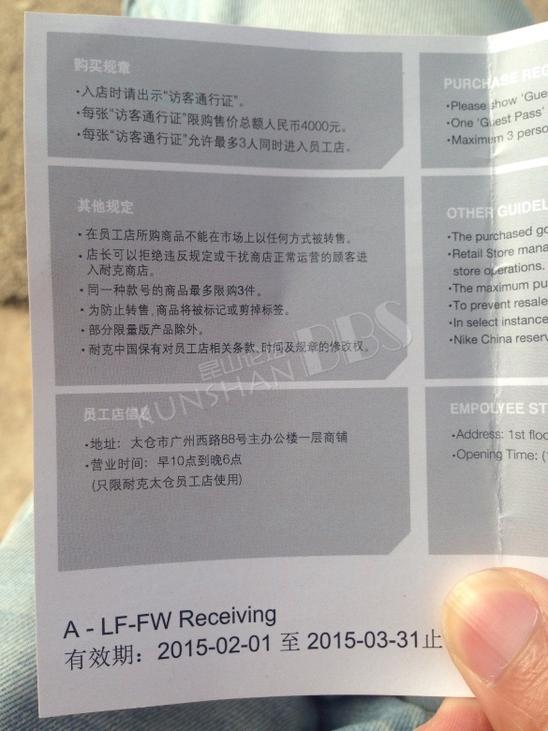 购买规章
•入店时请出示“访客通行证”。
•每张“访客通行证”限购售价总额人民币4000元。
•每张“访客通行证”允许最多3人同时进入员工店。
其他规定
•在员工店所购商品不能在市场上以任何方式被转售。
•店长可以拒绝违反规定或干扰商店正常运营的顾客进
入耐克商店。
•同一种款号的商品最多限购3件。
•为防止转售，商品将被标记或剪掉标签。
•部分限量版产品除外。
•耐克中国保有对员工店相关条款、时间及规章的修改权。
员工店信息
•地址：太仓市广州西路88号主办公楼一层商铺
•营业时间：早10点到晚6点
(只限耐克太仓员工店使用)
PURCHASE REG
•Please show 'Gue
•One 'Guest Pass'
•Maximum 3 perso
OTHER GUIDEL
•The purchased go
•Retail Store mana
store operations.
•The maximum pu
•To prevent resale
•In select instance
•Nike China reserv
EMPOLYEE ST
•Address: 1st floo
•Opening Time: (
昆山论坛
KUNSHAN BBS
A - LF-FW Receiving
有效期：2015-02-01 至 2015-03-31止